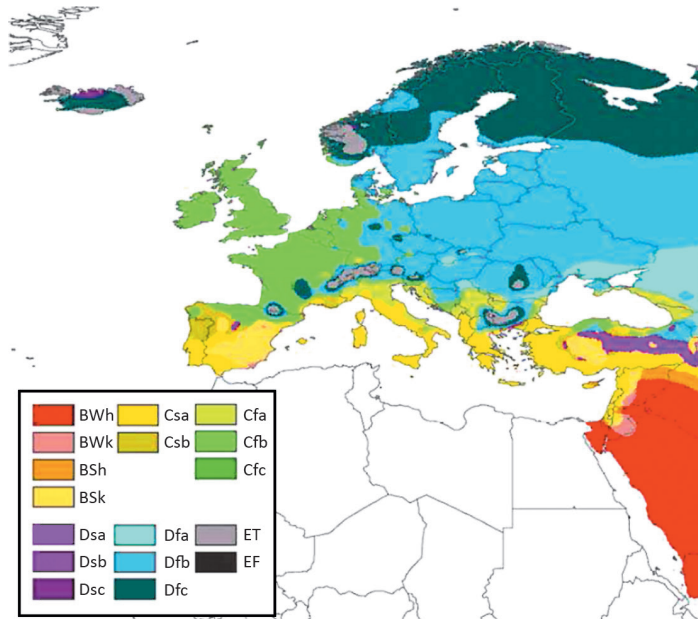 BWh Csa Cfa
BWk Csb Cfb
BSh Cfc
BSk
Dsa Dfa ET
Dsb Dfb EF
Dsc Dfc